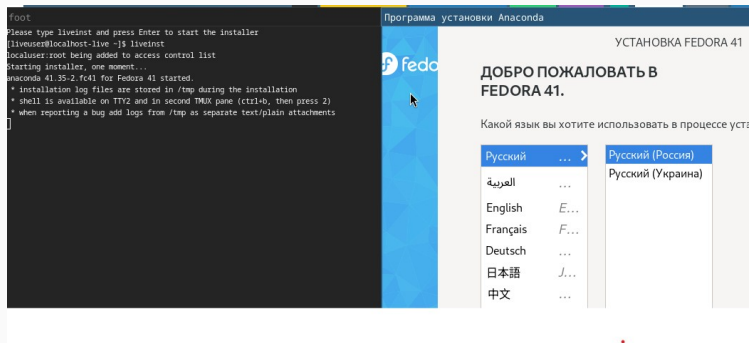 foot
Please type liveinst and press Enter to start the installer
[liveuser@localhost-live ~]$ liveinst
localuser:root being added to access control list
Starting installer, one moment...
anaconda 41.35-2.fc41 for Fedora 41 started.
* installation log files are stored in /tmp during the installation
* shell is available on TTY2 and in second TMUX pane (ctrl+b, then press 2)
* when reporting a bug add logs from /tmp as separate text/plain attachments
Программа установки Anaconda
fedo
УСТАНОВКА FEDORA 41
ДОБРО ПОЖАЛОВАТЬ В
FEDORA 41.
Какой язык вы хотите использовать в процессе уста
Русский ...
العربية ...
English E...
Français F...
Deutsch ...
日本語 J...
中文 ...
Русский (Россия)
Русский (Украина)